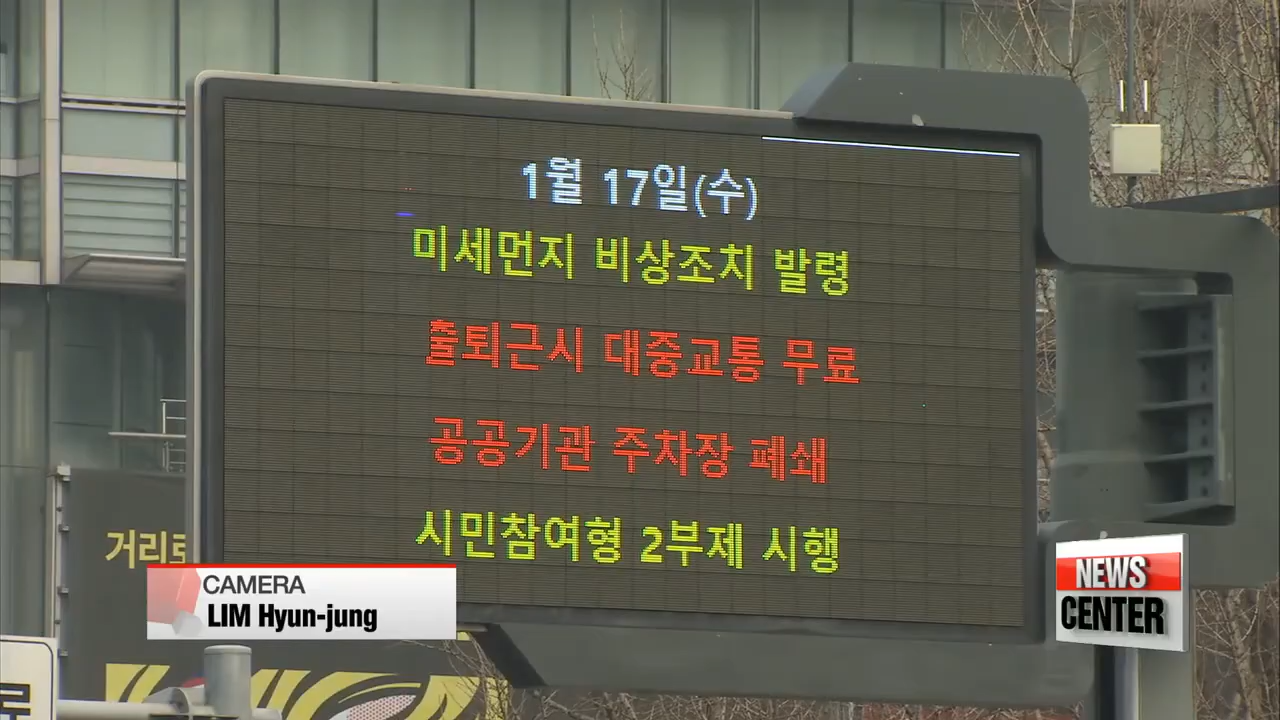 1월 17일(수)
미세먼지 비상조치 발령
출퇴근시 대중교통 무료
공공기관 주차장 폐쇄
시민참여형 2부제 시행
거리
CAMERA
LIM Hyun-jung
NEWS
CENTER